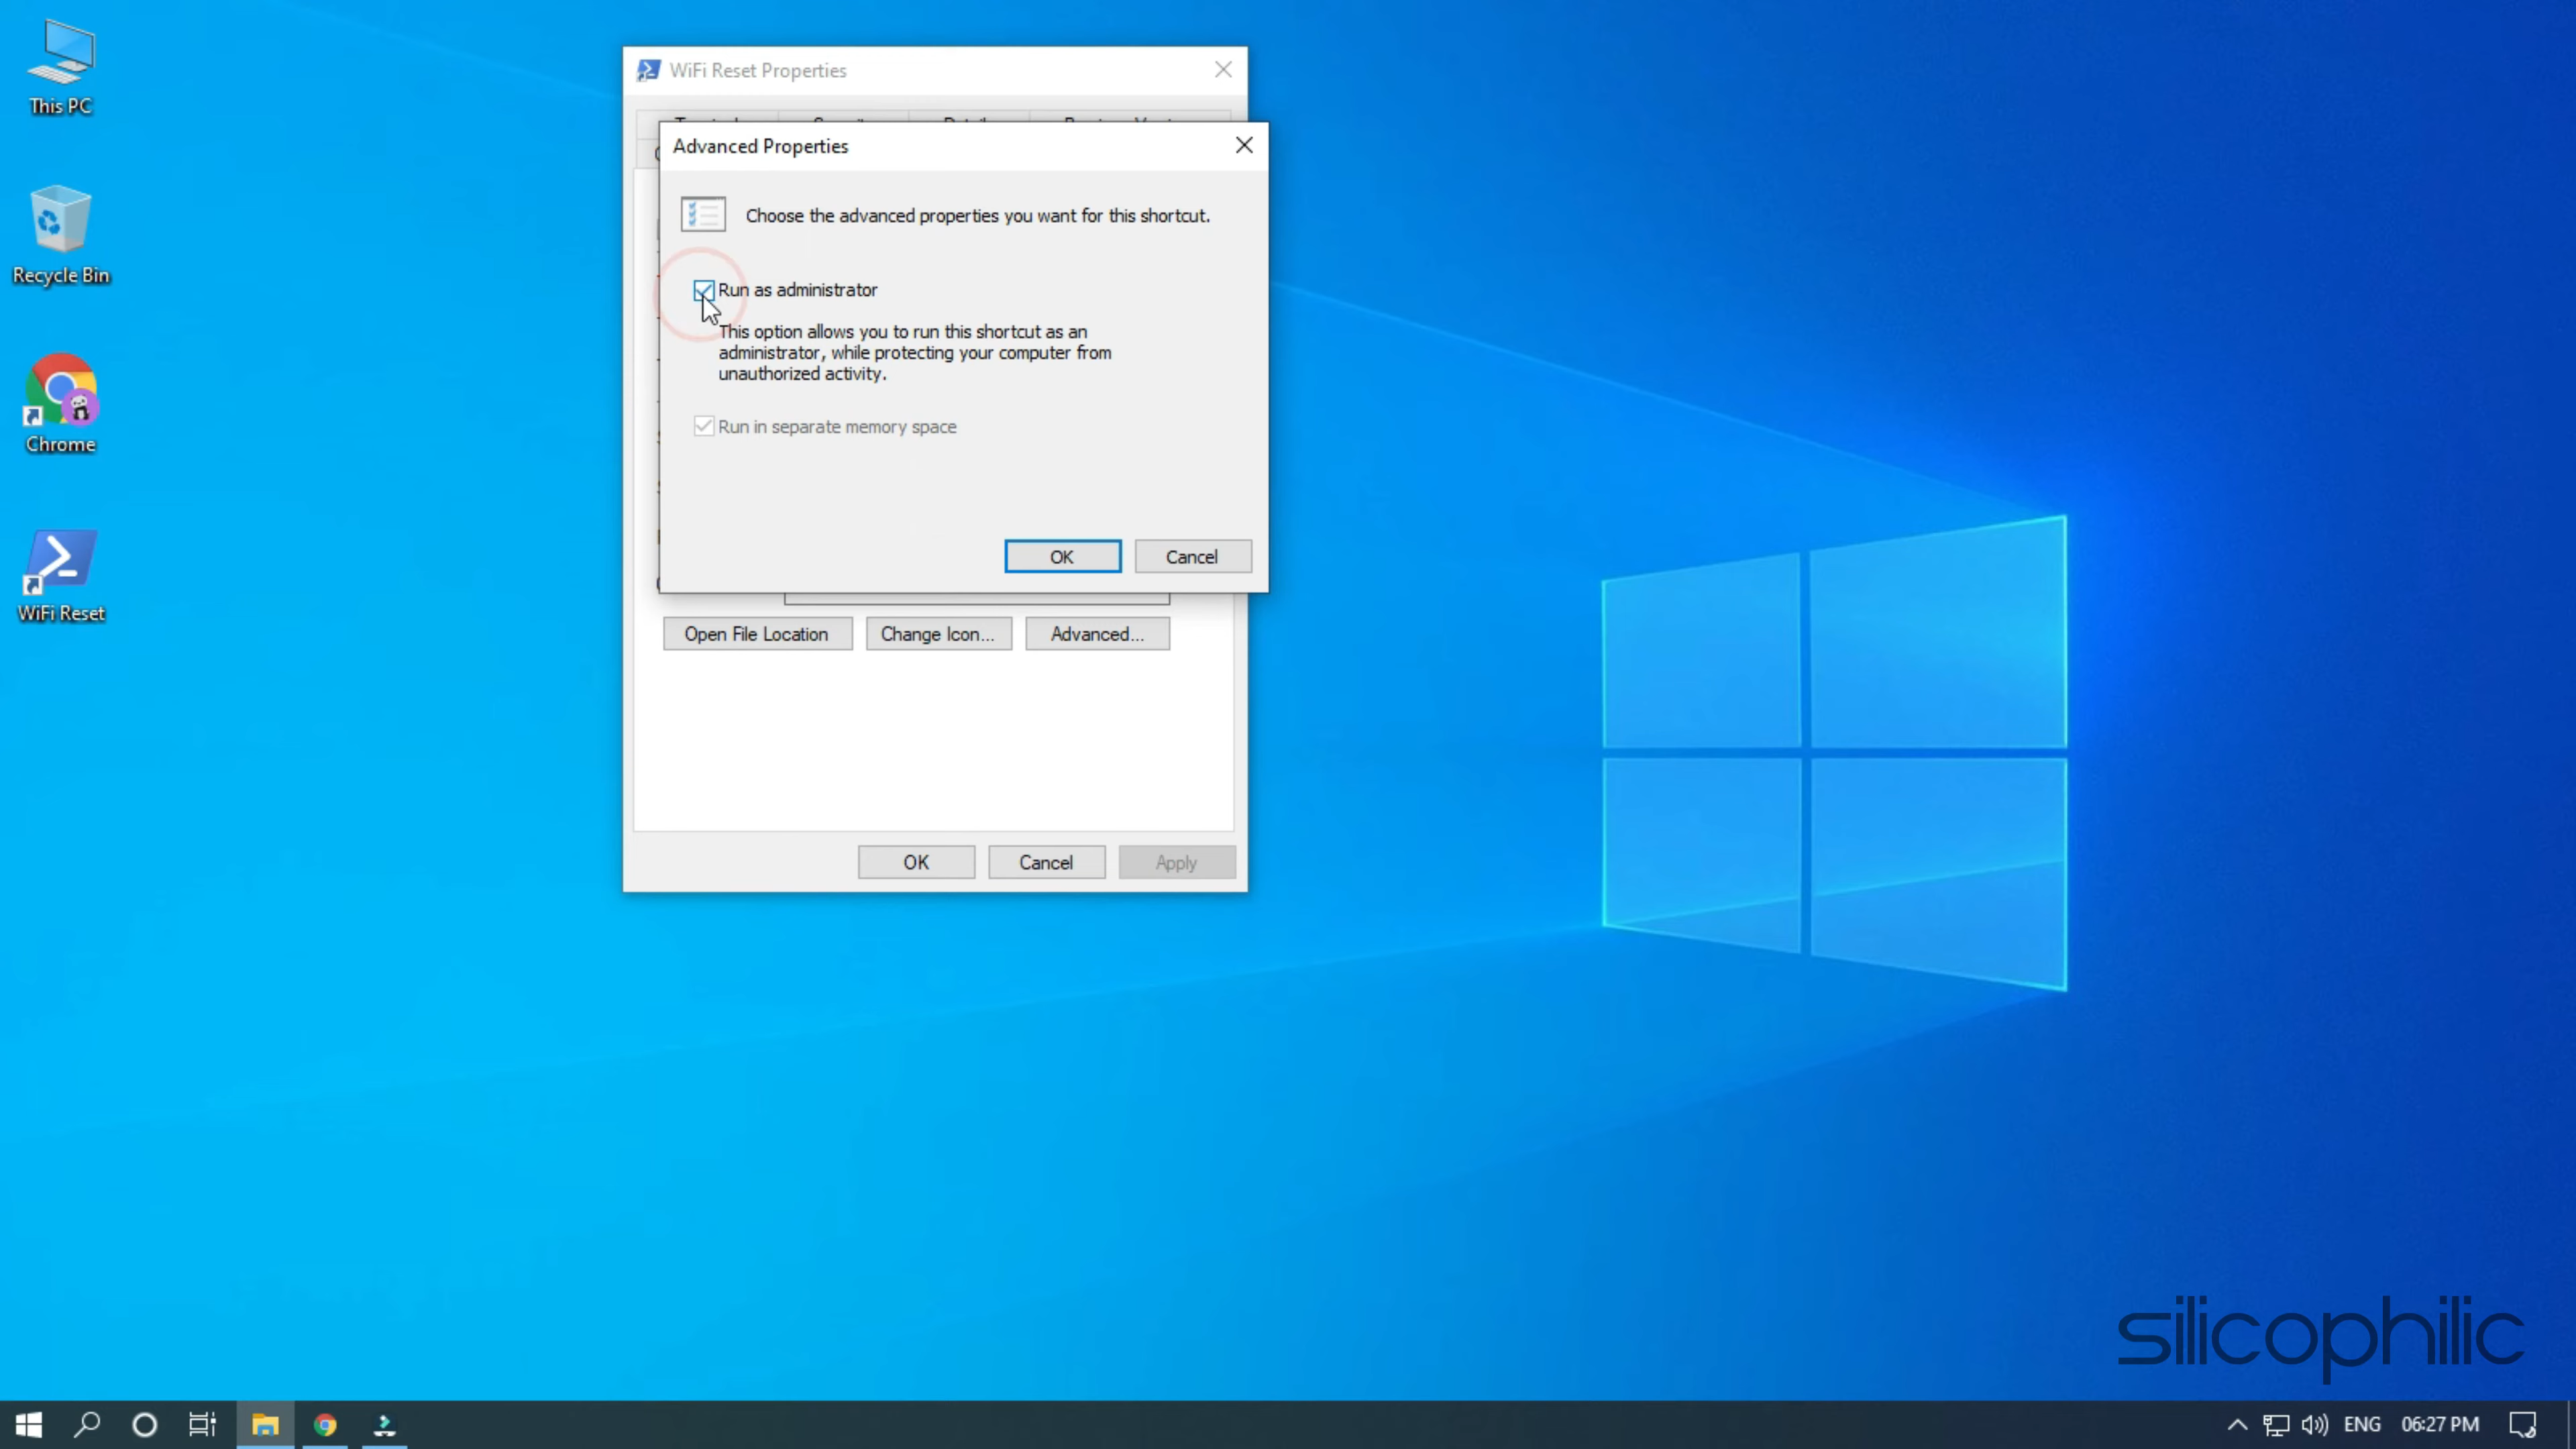 This PC
Recycle Bin
Chrome
WiFi Reset
WiFi Reset Properties
Advanced Properties
Choose the advanced properties you want for this shortcut.
Run as administrator
This option allows you to run this shortcut as an
administrator, while protecting your computer from
unauthorized activity.
Run in separate memory space
OK
Cancel
Open File Location
Change Icon...
Advanced...
OK
Cancel
Apply
silicophilic
ENG
06:27 PM